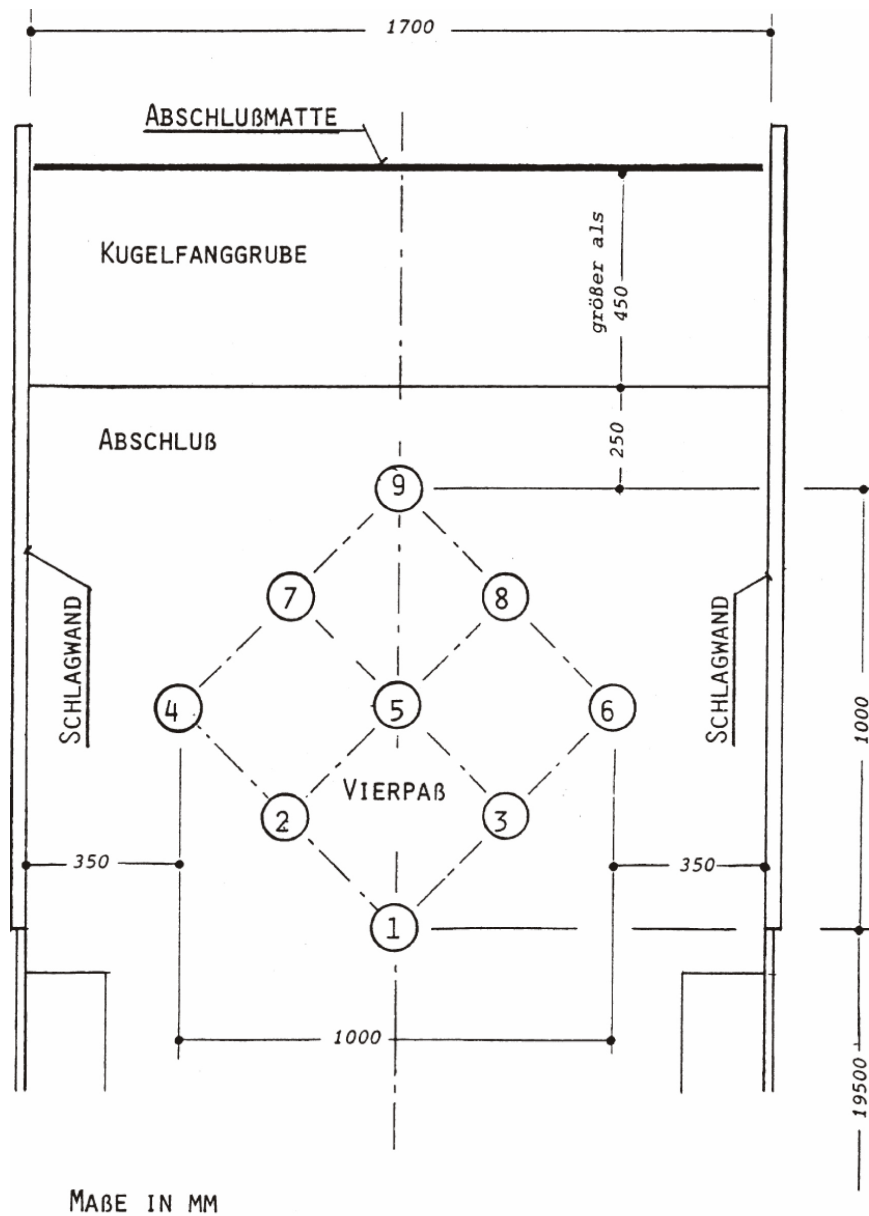 1700
ABSCHLUßMATTE
KUGELFANGGRUBE
größer als
450
ABSCHLUß
250
9
7
8
SCHLAGWAND
SCHLAGWAND
4
5
6
1000
VIERPAß
2
3
350
350
1
1000
19500
MAßE IN MM